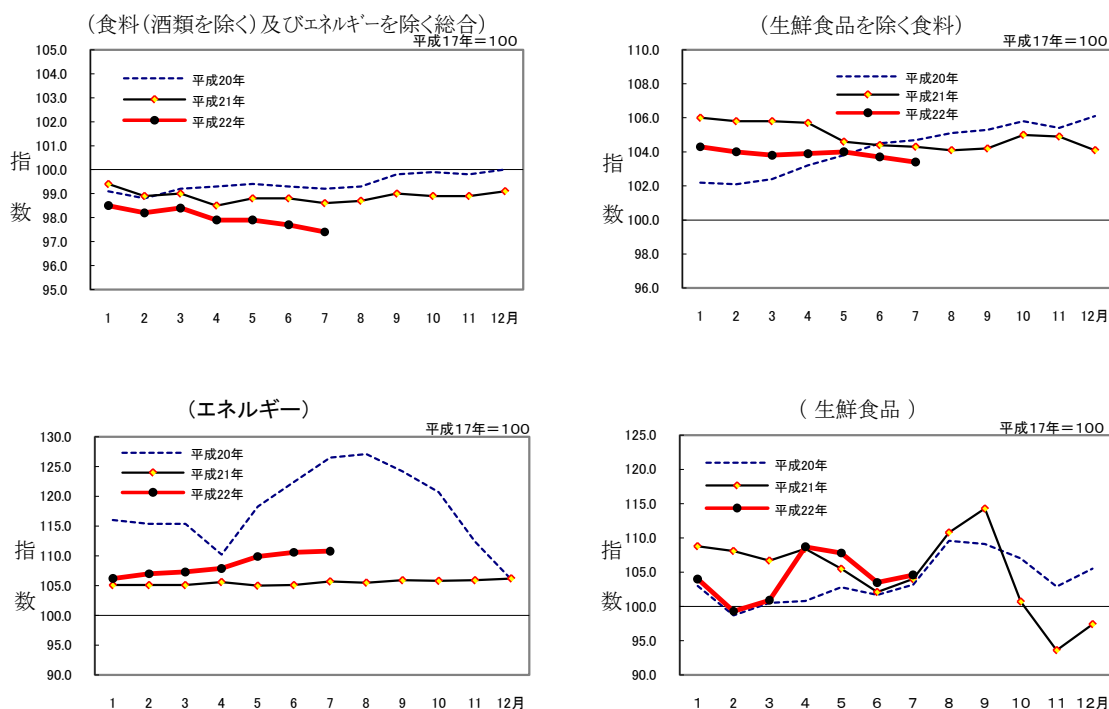 (食料(酒類を除く)及びエネルギーを除く総合)
平成17年=100
105.0
104.0
103.0
102.0
101.0
100.0
99.0
98.0
97.0
96.0
95.0
指
数
平成20年
平成21年
平成22年
1 2 3 4 5 6 7 8 9 10 11 12月
(生鮮食品を除く食料)
平成17年=100
110.0
108.0
106.0
104.0
102.0
100.0
98.0
96.0
指
数
平成20年
平成21年
平成22年
1 2 3 4 5 6 7 8 9 10 11 12月
(エネルギー)
平成17年=100
130.0
125.0
120.0
115.0
110.0
105.0
100.0
95.0
90.0
指
数
平成20年
平成21年
平成22年
1 2 3 4 5 6 7 8 9 10 11 12月
( 生鮮食品 )
平成17年=100
125.0
120.0
115.0
110.0
105.0
100.0
95.0
90.0
指
数
平成20年
平成21年
平成22年
1 2 3 4 5 6 7 8 9 10 11 12月